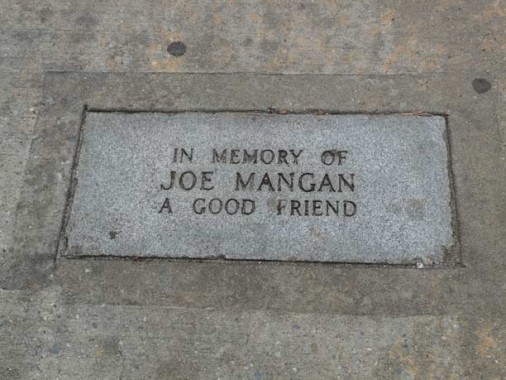 IN MEMORY OF
JOE MANGAN
A GOOD FRIEND